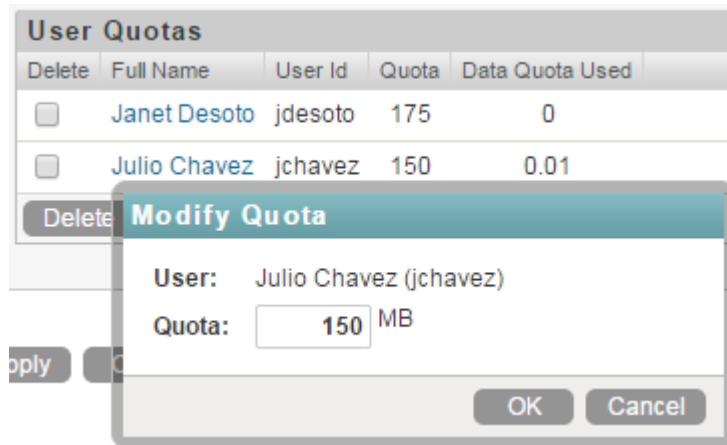 User Quotas
Delete Full Name User Id Quota Data Quota Used
Janet Desoto jdesoto 175 0
Julio Chavez jchavez 150 0.01
Delete
Modify Quota
User: Julio Chavez (jchavez)
Quota: 150 MB
OK Cancel